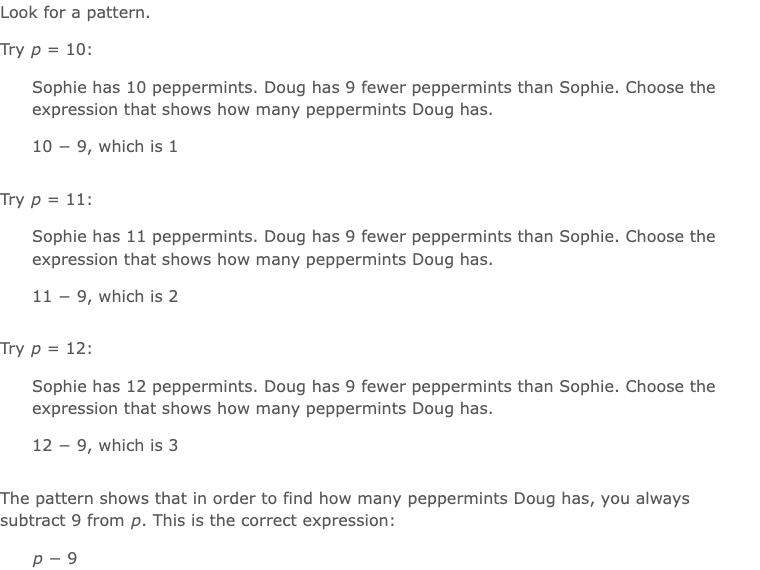 Look for a pattern.
Try p = 10:
Sophie has 10 peppermints. Doug has 9 fewer peppermints than Sophie. Choose the
expression that shows how many peppermints Doug has.
10 − 9, which is 1
Try p = 11:
Sophie has 11 peppermints. Doug has 9 fewer peppermints than Sophie. Choose the
expression that shows how many peppermints Doug has.
11 − 9, which is 2
Try p = 12:
Sophie has 12 peppermints. Doug has 9 fewer peppermints than Sophie. Choose the
expression that shows how many peppermints Doug has.
12 − 9, which is 3
The pattern shows that in order to find how many peppermints Doug has, you always
subtract 9 from p. This is the correct expression:
p − 9